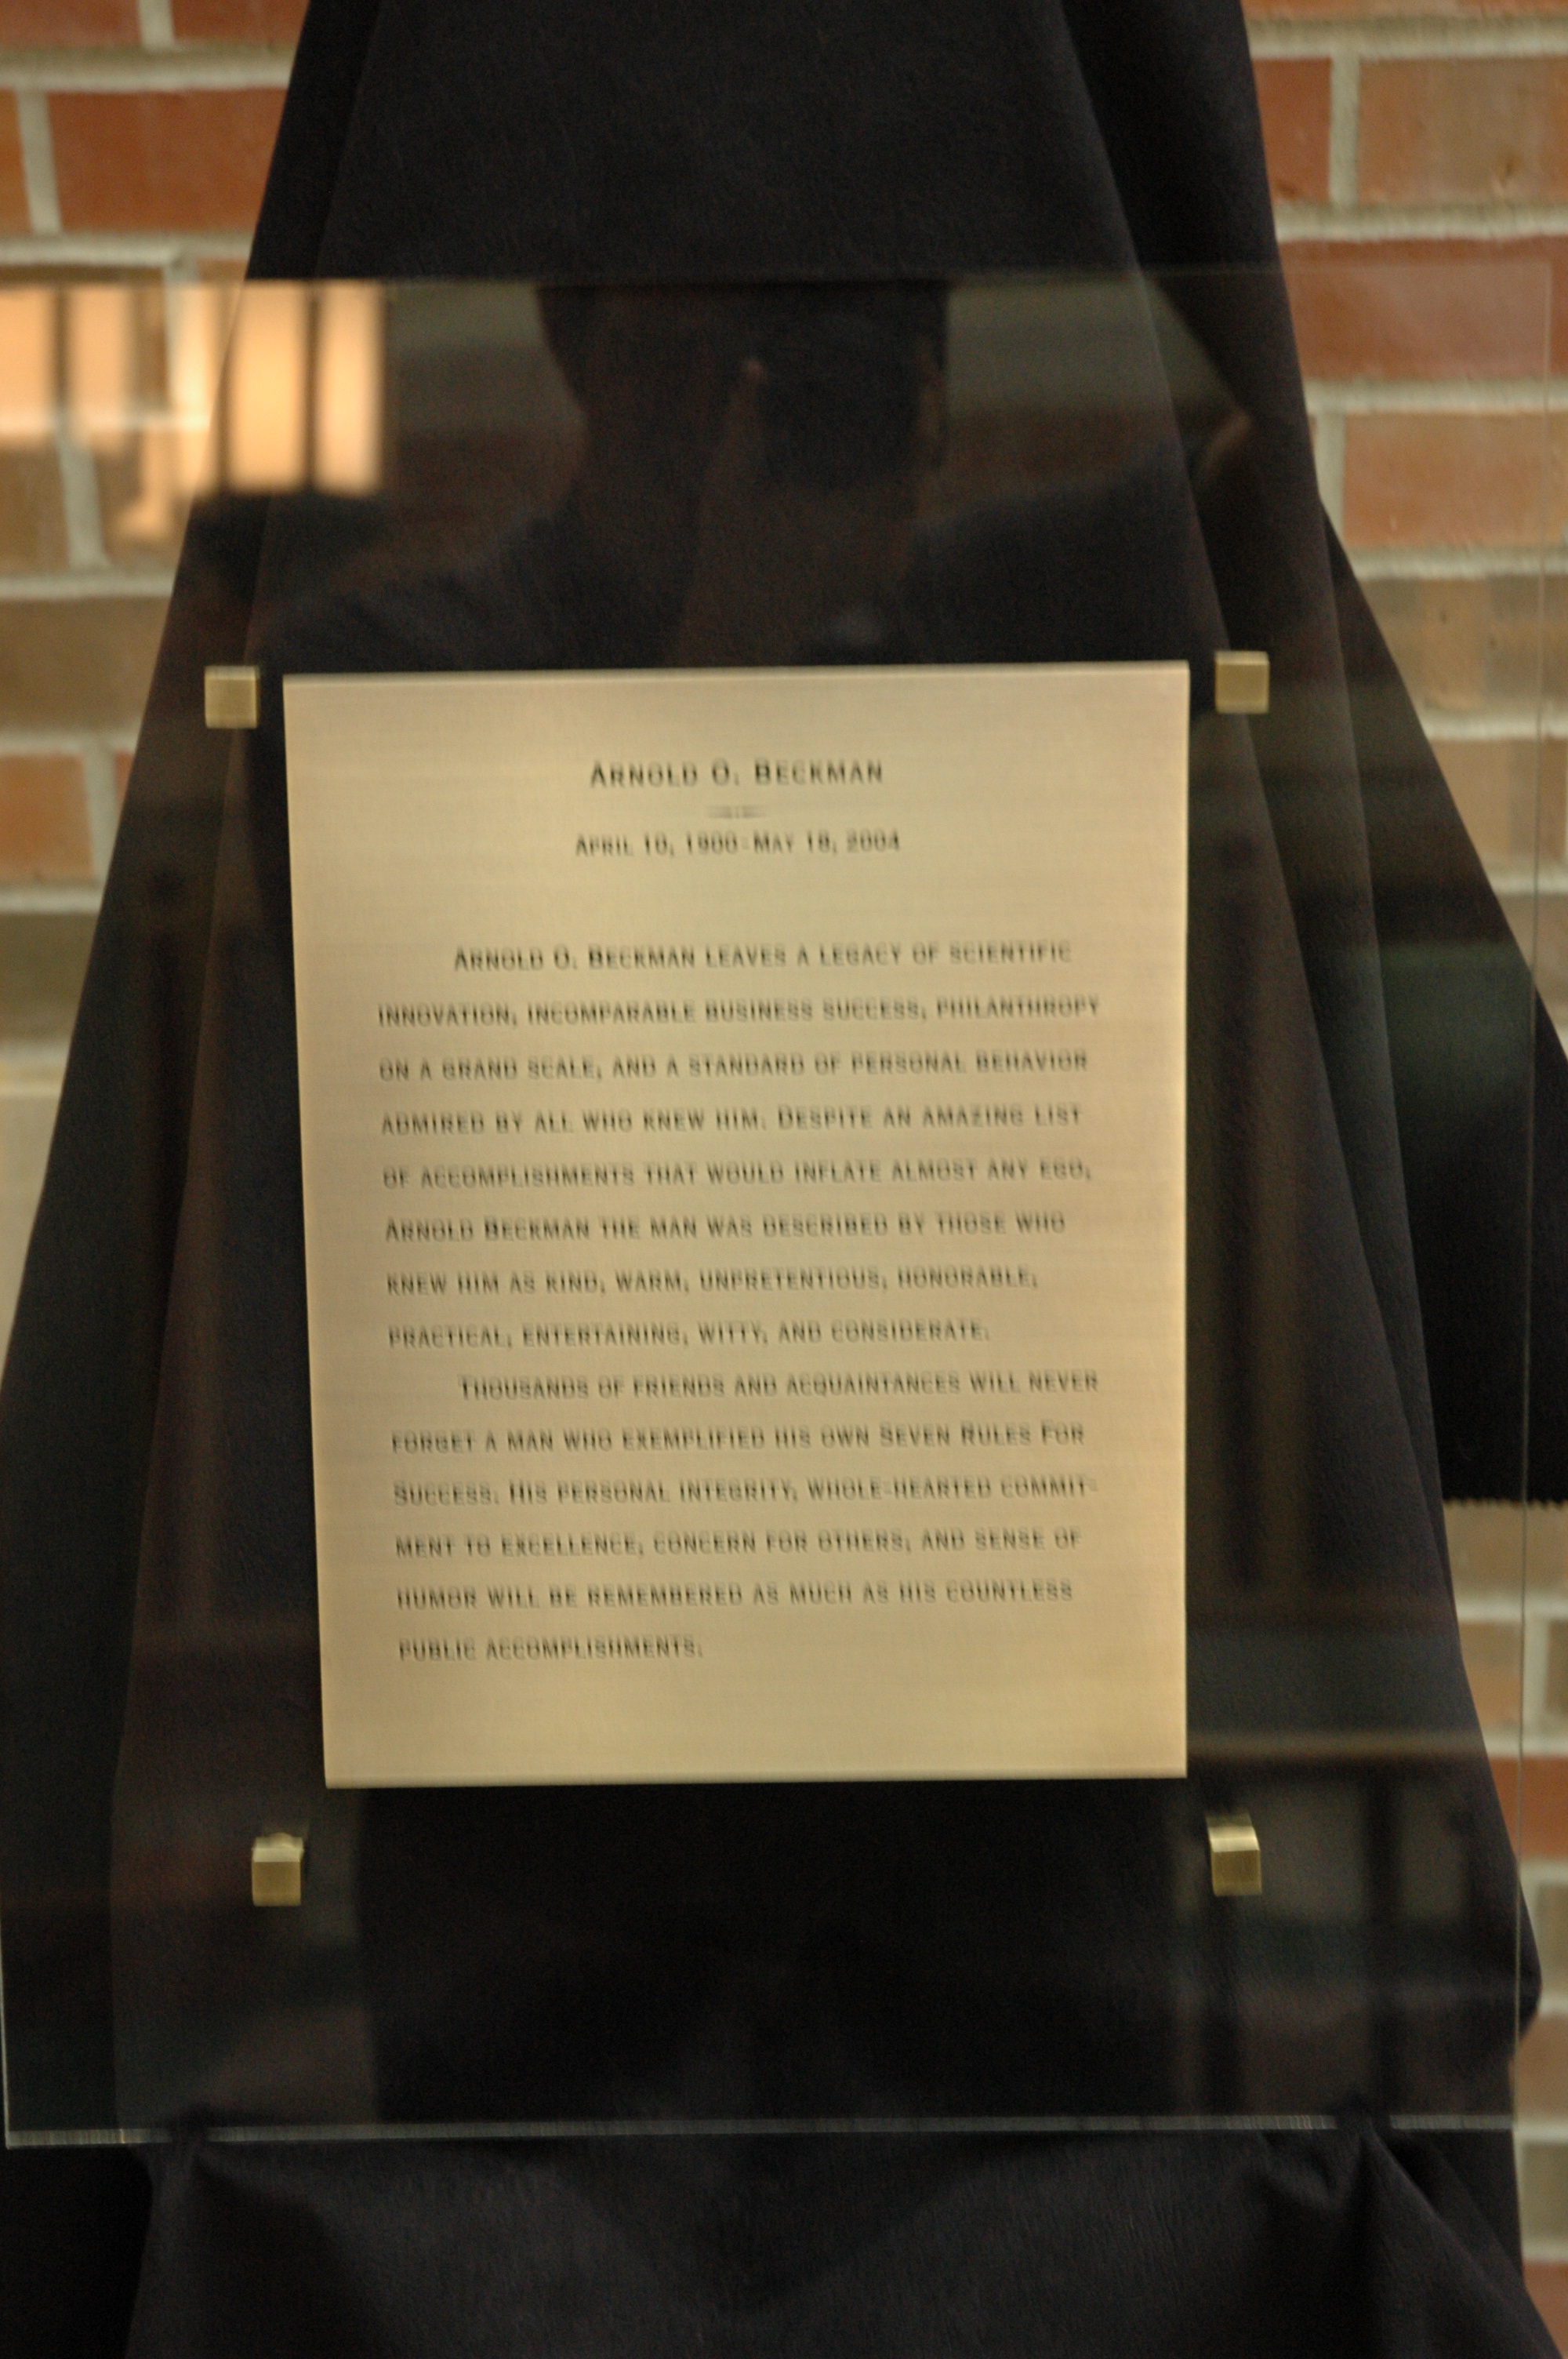 ARNOLD O. BECKMAN
APRIL 10, 1900-MAY 18, 2004
ARNOLD O. BECKMAN LEAVES A LEGACY OF SCIENTIFIC
INNOVATION, INCOMPARABLE BUSINESS SUCCESS, PHILANTHROPY
ON A GRAND SCALE, AND A STANDARD OF PERSONAL BEHAVIOR
ADMIRED BY ALL WHO KNEW HIM. DESPITE AN AMAZING LIST
OF ACCOMPLISHMENTS THAT WOULD INFLATE ALMOST ANY EGO,
ARNOLD BECKMAN THE MAN WAS DESCRIBED BY THOSE WHO
KNEW HIM AS KIND, WARM, UNPRETENTIOUS, HONORABLE,
PRACTICAL, ENTERTAINING, WITTY, AND CONSIDERATE.
THOUSANDS OF FRIENDS AND ACQUAINTANCES WILL NEVER
FORGET A MAN WHO EXEMPLIFIED HIS OWN SEVEN RULES FOR
SUCCESS. HIS PERSONAL INTEGRITY, WHOLE-HEARTED COMMIT-
MENT TO EXCELLENCE, CONCERN FOR OTHERS, AND SENSE OF
HUMOR WILL BE REMEMBERED AS MUCH AS HIS COUNTLESS
PUBLIC ACCOMPLISHMENTS.